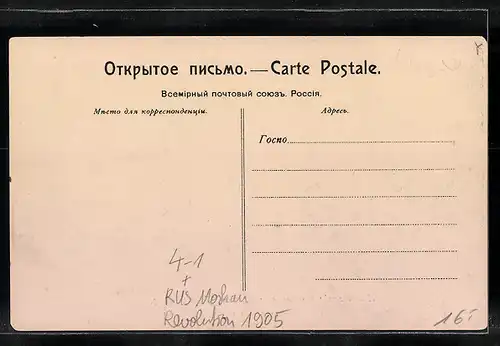 Открытое письмо. — Carte Postale.
Всемірный почтовый союзъ. Россія.
Мѣсто для корреспонденціи.
Адресъ.
Госпо
4-1
+
RUS Moskau
Revolution 1905
16